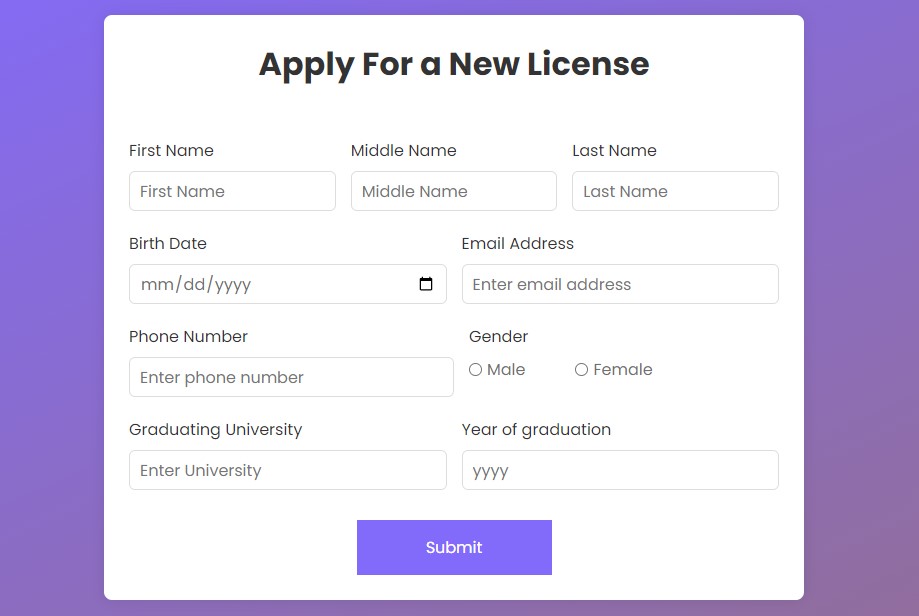 Apply For a New License
First Name Middle Name Last Name
First Name Middle Name Last Name
Birth Date Email Address
mm/dd/yyyy Enter email address
Phone Number Gender
Enter phone number Male Female
Graduating University Year of graduation
Enter University yyyy
Submit